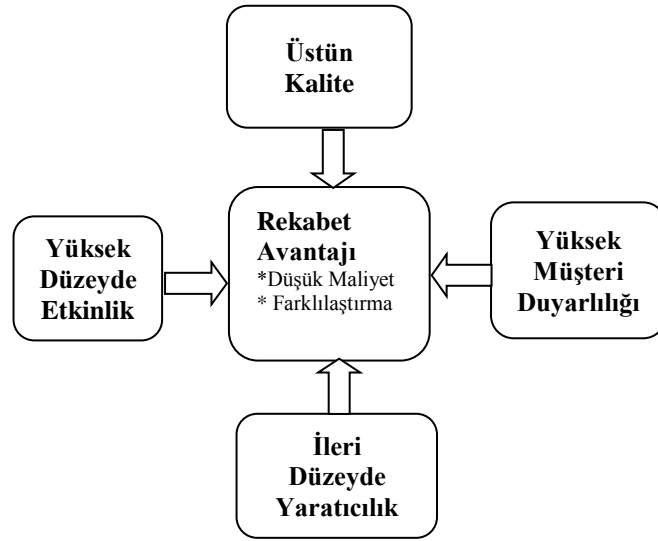 Üstün
Kalite
Rekabet
Avantajı
*Düşük Maliyet
* Farklılaştırma
Yüksek
Düzeyde
Etkinlik
Yüksek
Müşteri
Duyarlılığı
İleri
Düzeyde
Yaratıcılık